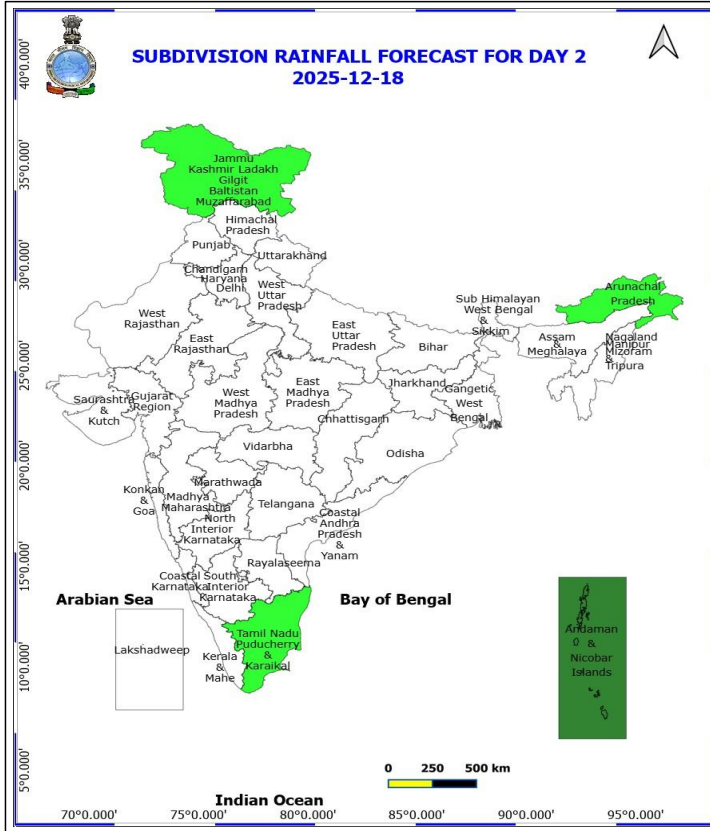 SUBDIVISION RAINFALL FORECAST FOR DAY 2
2025-12-18
40°0.000'
35°0.000'
30°0.000'
25°0.000'
20°0.000'
15°0.000'
10°0.000'
5°0.000'
Jammu
Kashmir Ladakh
Gilgit
Baltistan
Muzaffarabad
Himachal
Pradesh
Punjab
Uttarakhand
Chandigarh
Haryana
Delhi
West
Uttar
Pradesh
West
Rajasthan
East
Rajasthan
East
Uttar
Pradesh
Bihar
Sub Himalayan
West Bengal
&
Sikkim
Arunachal
Pradesh
Assam
&
Meghalaya
Nagaland
Manipur
Mizoram
&
Tripura
Saurashtra
&
Kutch
Gujarat
Region
West
Madhya
Pradesh
East
Madhya
Pradesh
Jharkhand
Gangetic
West
Bengal
Chhattisgarh
Odisha
Vidarbha
Konkan
&
Goa
Madhya
Maharashtra
Marathwada
Telangana
North
Interior
Karnataka
Coastal
Andhra
Pradesh
&
Yanam
Rayalaseema
Coastal
Karnataka
South
Interior
Karnataka
Arabian Sea
Bay of Bengal
Lakshadweep
Kerala
&
Mahe
Tamil Nadu
Puducherry
&
Karaikal
Andaman
&
Nicobar
Islands
0 250 500 km
Indian Ocean
70°0.000' 75°0.000' 80°0.000' 85°0.000' 90°0.000' 95°0.000'